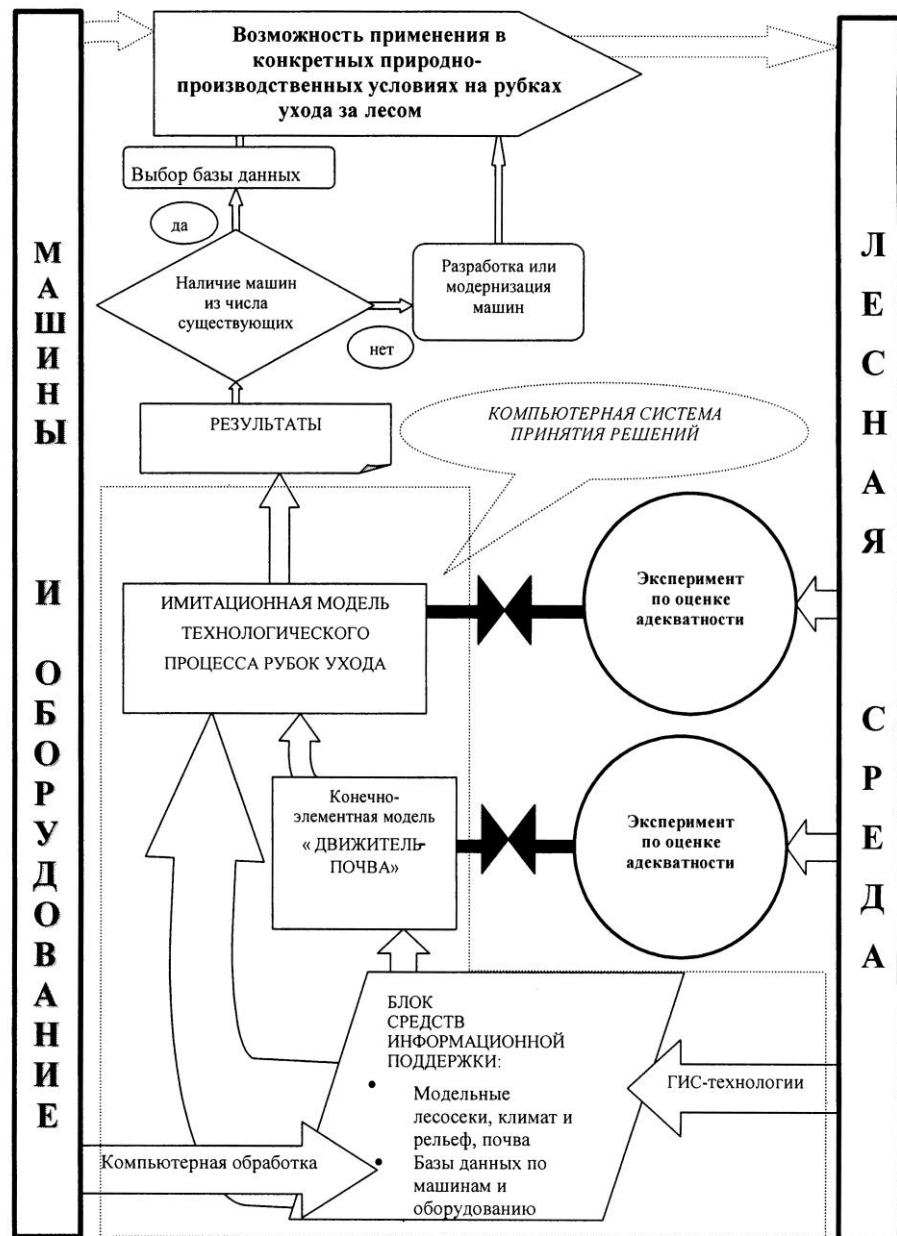 Возможность применения в
конкретных природно-
производственных условиях на рубках
ухода за лесом
Выбор базы данных
да
Наличие машин
из числа
существующих
нет
Разработка или
модернизация
машин
РЕЗУЛЬТАТЫ
КОМПЬЮТЕРНАЯ СИСТЕМА
ПРИНЯТИЯ РЕШЕНИЙ
ИМИТАЦИОННАЯ МОДЕЛЬ
ТЕХНОЛОГИЧЕСКОГО
ПРОЦЕССА РУБОК УХОДА
Эксперимент
по оценке
адекватности
Конечно-
элементная модель
« ДВИЖИТЕЛЬ-
ПОЧВА»
Эксперимент
по оценке
адекватности
БЛОК
СРЕДСТВ
ИНФОРМАЦИОННОЙ
ПОДДЕРЖКИ:
• Модельные
лесосеки, климат и
рельеф, почва
• Базы данных по
машинам и
оборудованию
ГИС-технологии
Компьютерная обработка
МАШИНЫ И ОБОРУДОВАНИЕ
ЛЕСНАЯ СРЕДА